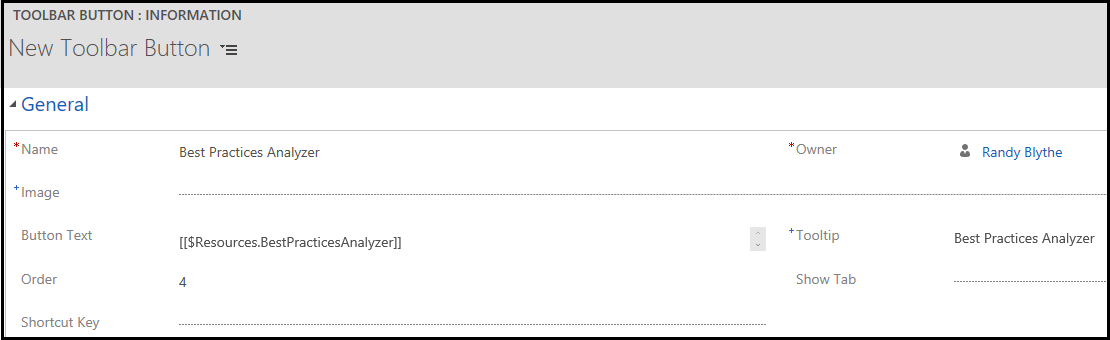 TOOLBAR BUTTON : INFORMATION
New Toolbar Button
General
*Name Best Practices Analyzer *Owner Randy Blythe
+Image
Button Text [[$Resources.BestPracticesAnalyzer]] +Tooltip Best Practices Analyzer
Order 4 Show Tab
Shortcut Key